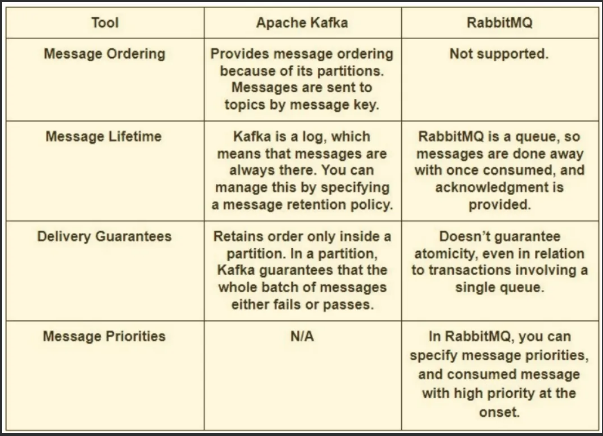 Tool
Apache Kafka
RabbitMQ
Message Ordering
Provides message ordering
because of its partitions.
Messages are sent to
topics by message key.
Not supported.
Message Lifetime
Kafka is a log, which
means that messages are
always there. You can
manage this by specifying
a message retention policy.
RabbitMQ is a queue, so
messages are done away
with once consumed, and
acknowledgment is
provided.
Delivery Guarantees
Retains order only inside a
partition. In a partition,
Kafka guarantees that the
whole batch of messages
either fails or passes.
Doesn't guarantee
atomicity, even in relation
to transactions involving a
single queue.
Message Priorities
N/A
In RabbitMQ, you can
specify message priorities,
and consumed message
with high priority at the
onset.